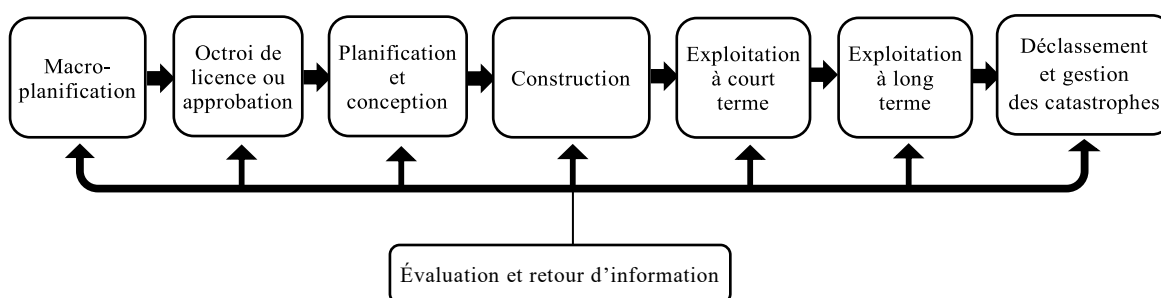 Macro-
planification
Octroi de
licence ou
approbation
Planification
et
conception
Construction
Exploitation
à court
terme
Exploitation
à long
terme
Déclassement
et gestion
des catastrophes
Évaluation et retour d’information